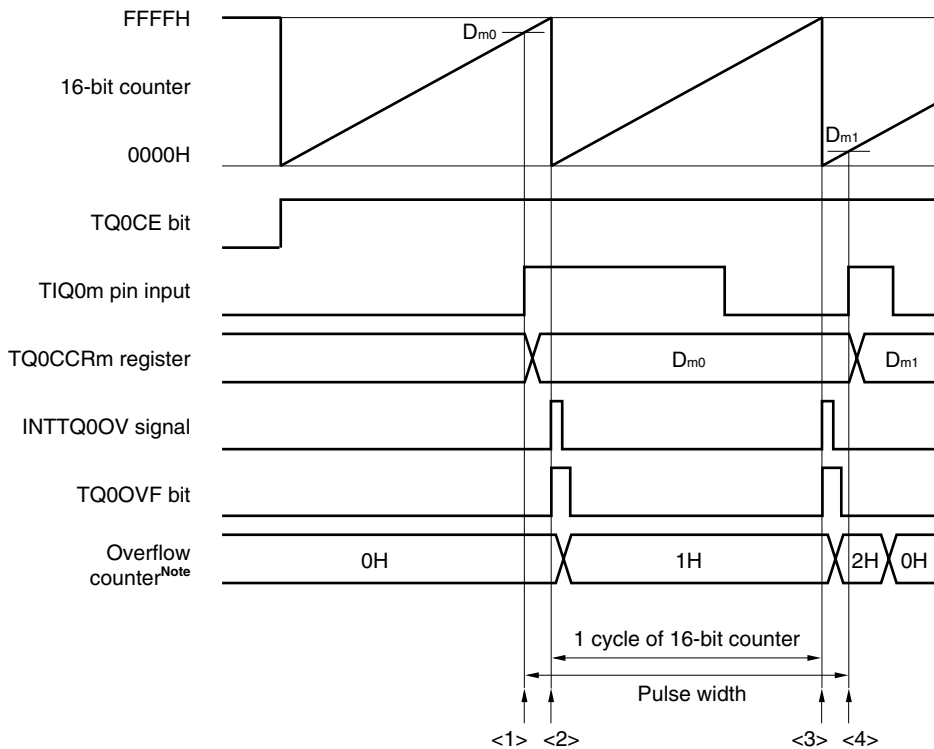 FFFFH
Dm0
16-bit counter
Dm1
0000H
TQ0CE bit
TIQ0m pin input
TQ0CCRm register
Dm0
Dm1
INTTQ0OV signal
TQ0OVF bit
Overflow
counterNote
0H
1H
2H
0H
1 cycle of 16-bit counter
Pulse width
<1> <2> <3> <4>